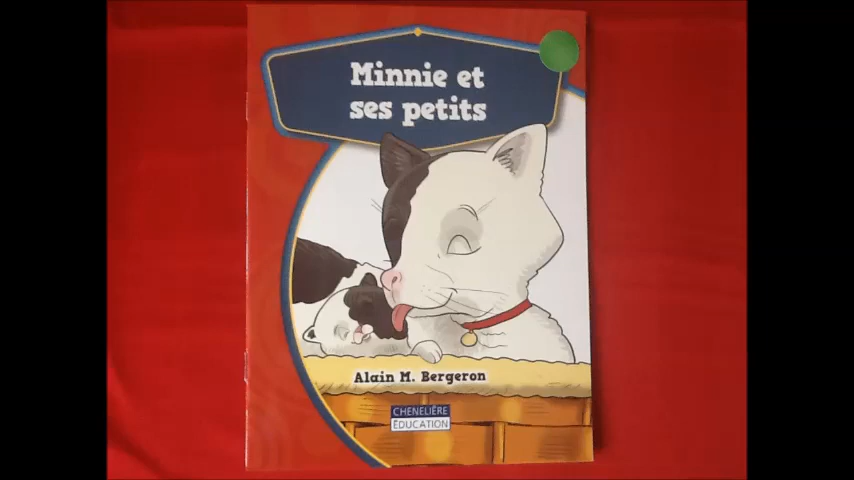 Minnie et
ses petits
Alain M. Bergeron
CHENELIÈRE
ÉDUCATION